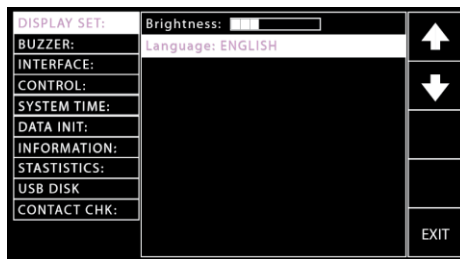 DISPLAY SET:
BUZZER:
INTERFACE:
CONTROL:
SYSTEM TIME:
DATA INIT:
INFORMATION:
STASTISTICS:
USB DISK
CONTACT CHK:
Brightness:
Language: ENGLISH
EXIT